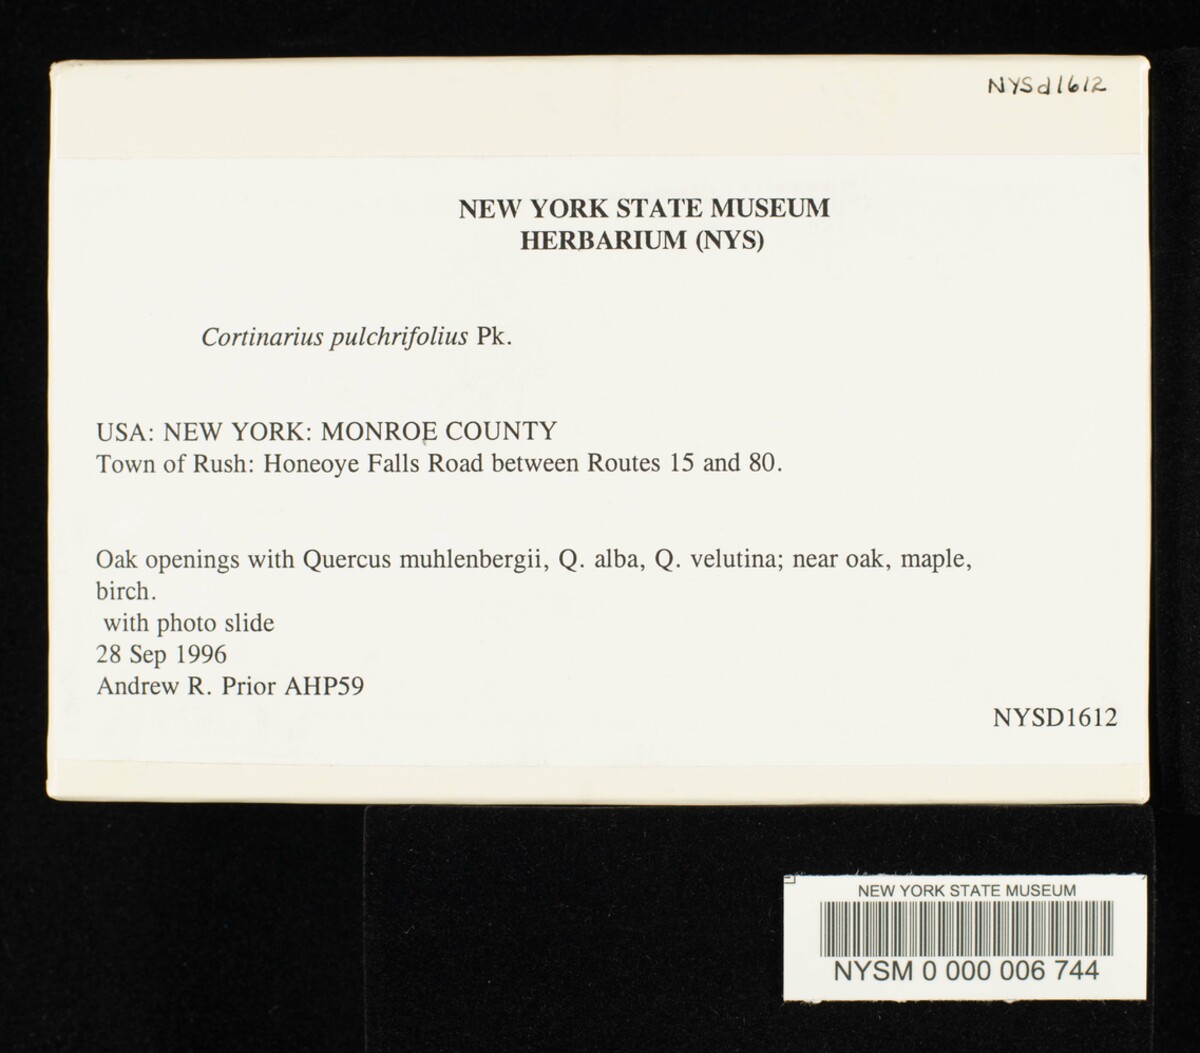 NYSd1612
NEW YORK STATE MUSEUM
HERBARIUM (NYS)
Cortinarius pulchrifolius Pk.
USA: NEW YORK: MONROE COUNTY
Town of Rush: Honeoye Falls Road between Routes 15 and 80.
Oak openings with Quercus muhlenbergii, Q. alba, Q. velutina; near oak, maple,
birch.
with photo slide
28 Sep 1996
Andrew R. Prior AHP59
NYSD1612
NEW YORK STATE MUSEUM
NYSM 0 000 006 744